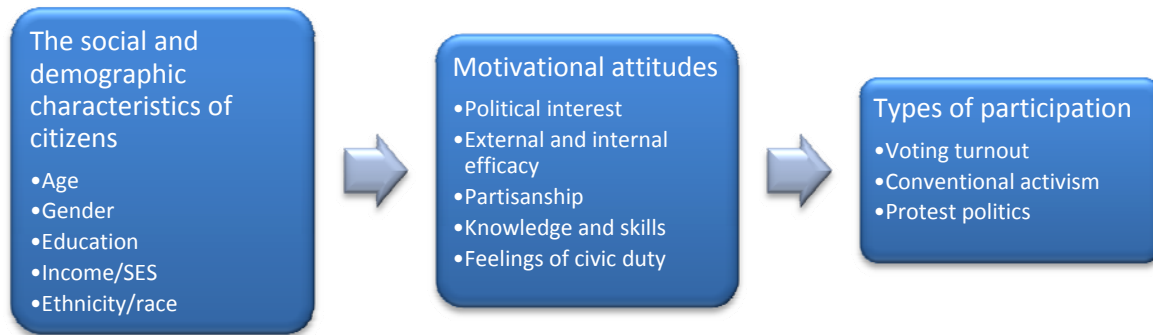 The social and
demographic
characteristics of
citizens
•Age
•Gender
•Education
•Income/SES
•Ethnicity/race
Motivational attitudes
•Political interest
•External and internal
efficacy
•Partisanship
•Knowledge and skills
•Feelings of civic duty
Types of participation
•Voting turnout
•Conventional activism
•Protest politics